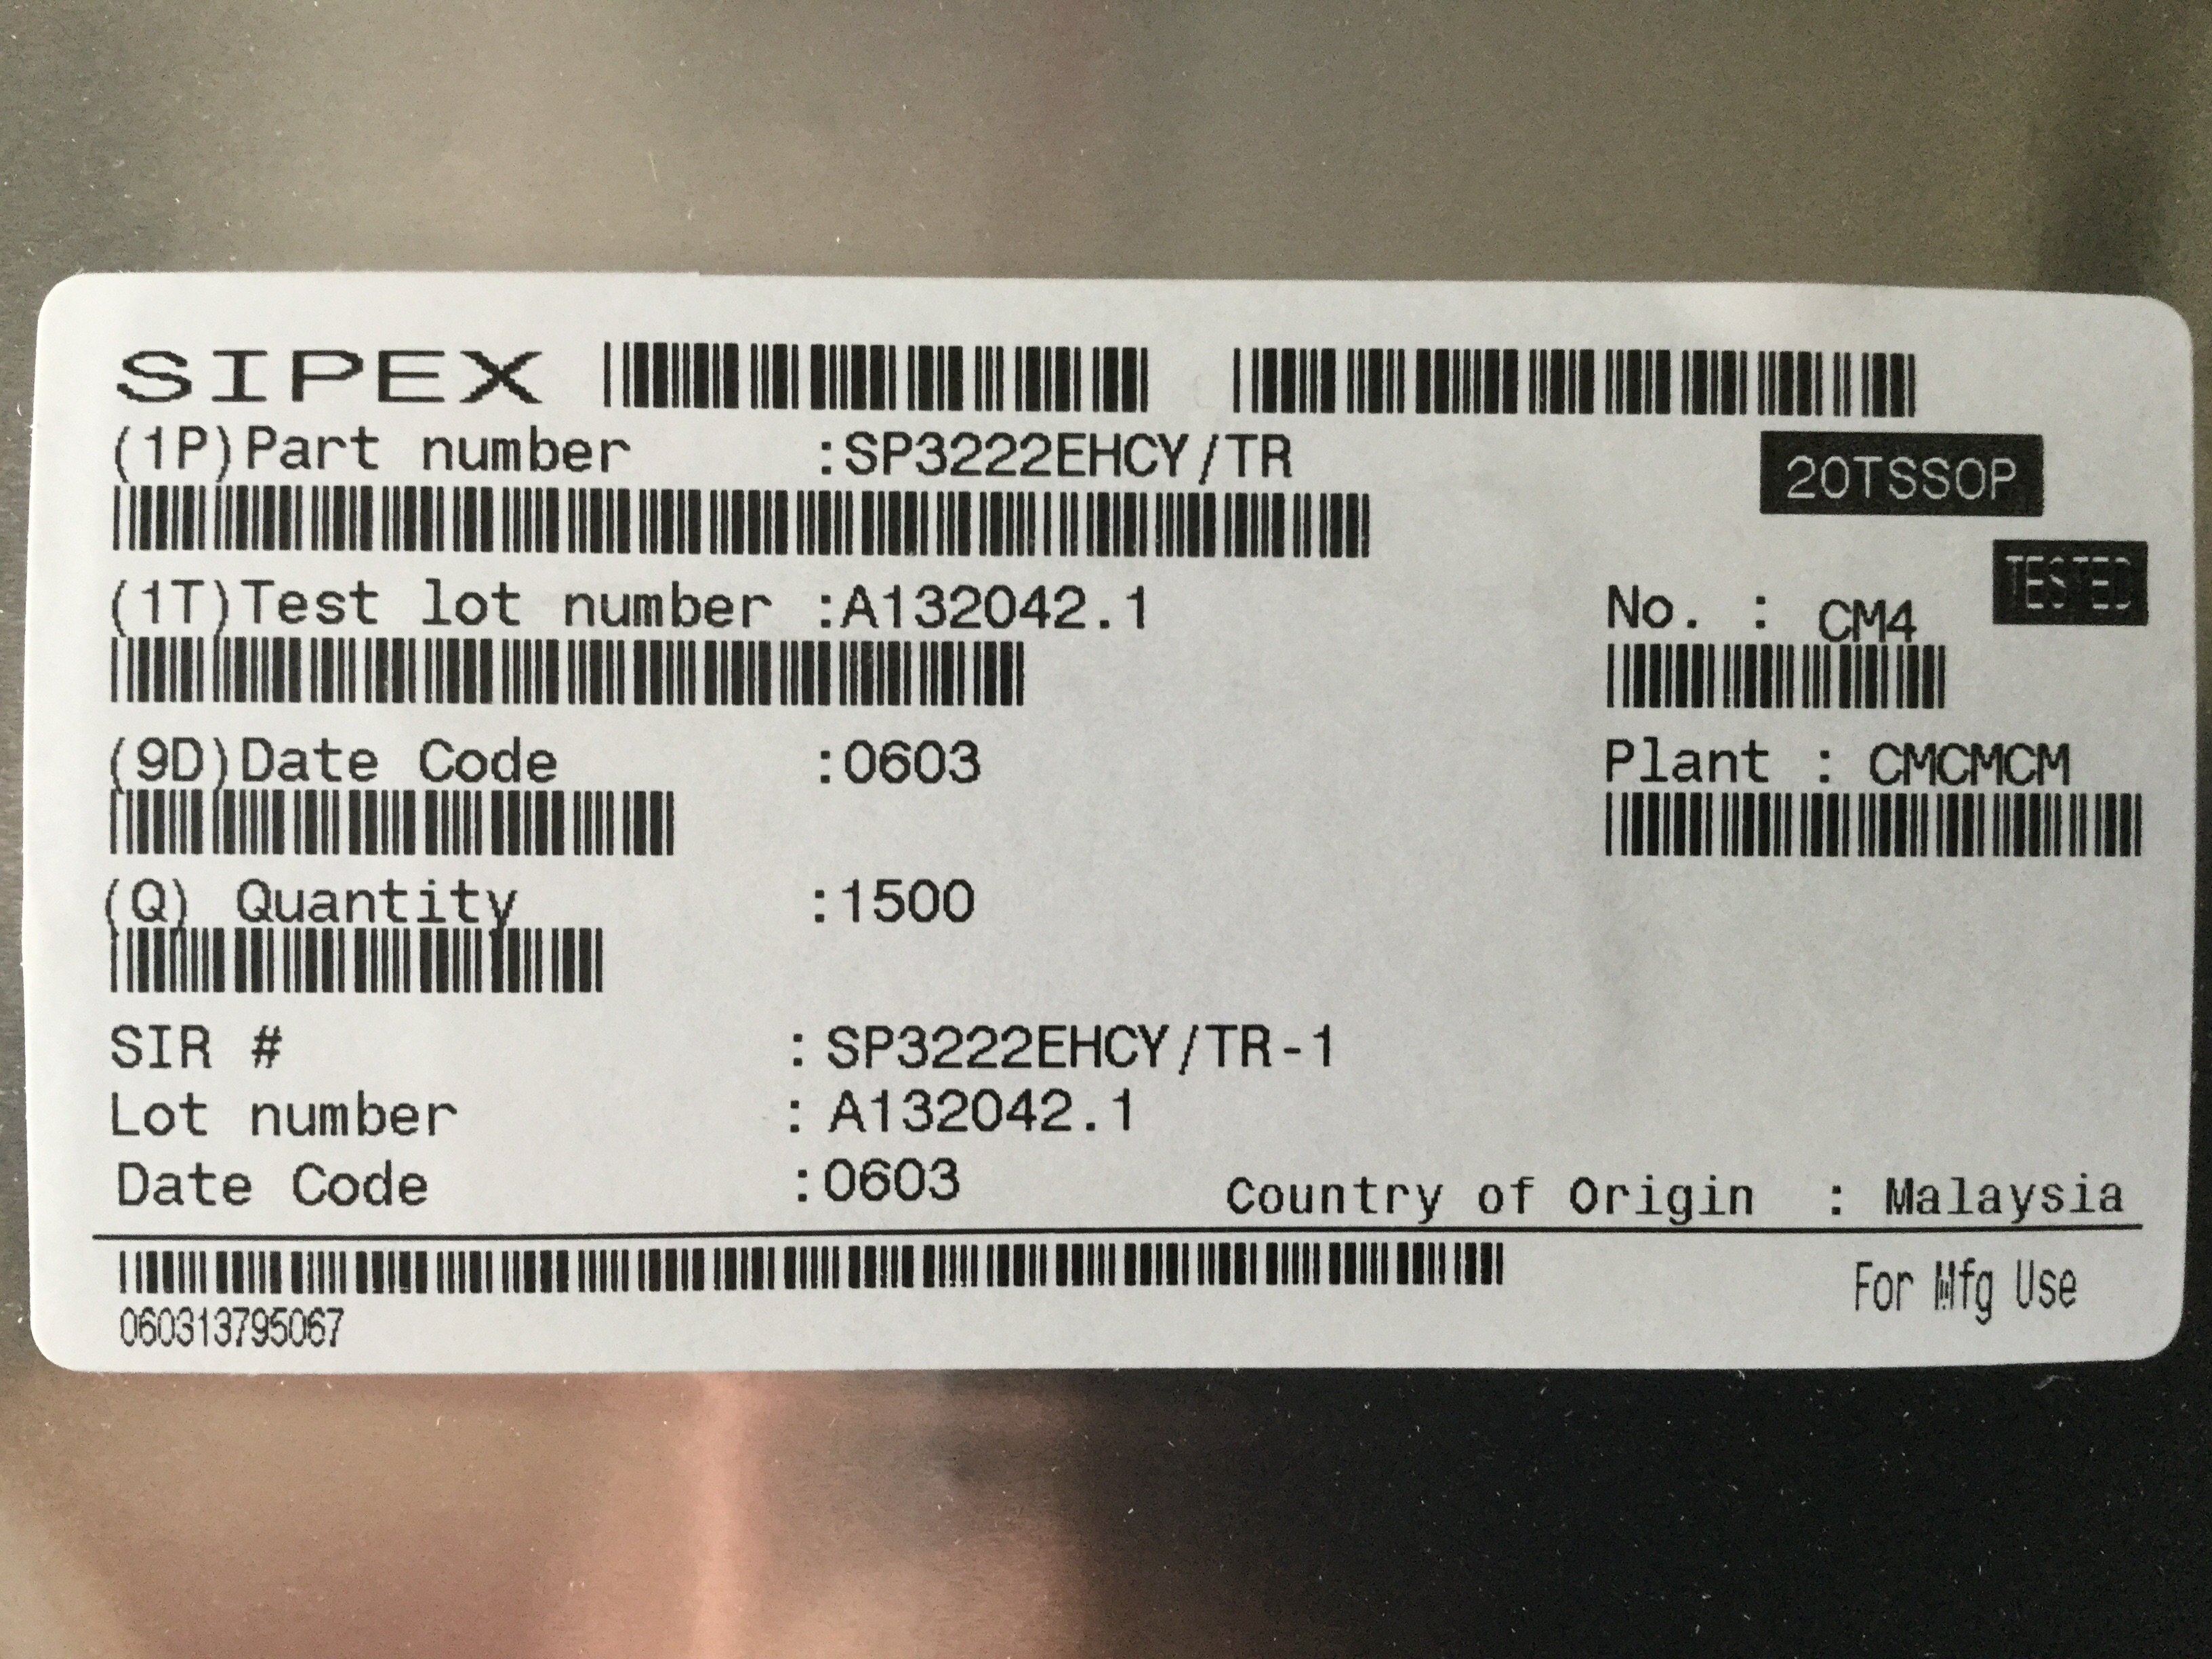 SIPEX
(1P)Part number :SP3222EHCY/TR
20TSSOP
TESTED
(1T)Test lot number :A132042.1
No. : CM4
(9D)Date Code :0603
Plant : CMCMCM
(Q) Quantity :1500
SIR # : SP3222EHCY/TR-1
Lot number : A132042.1
Date Code :0603
Country of Origin : Malaysia
060313795067
For Mfg Use